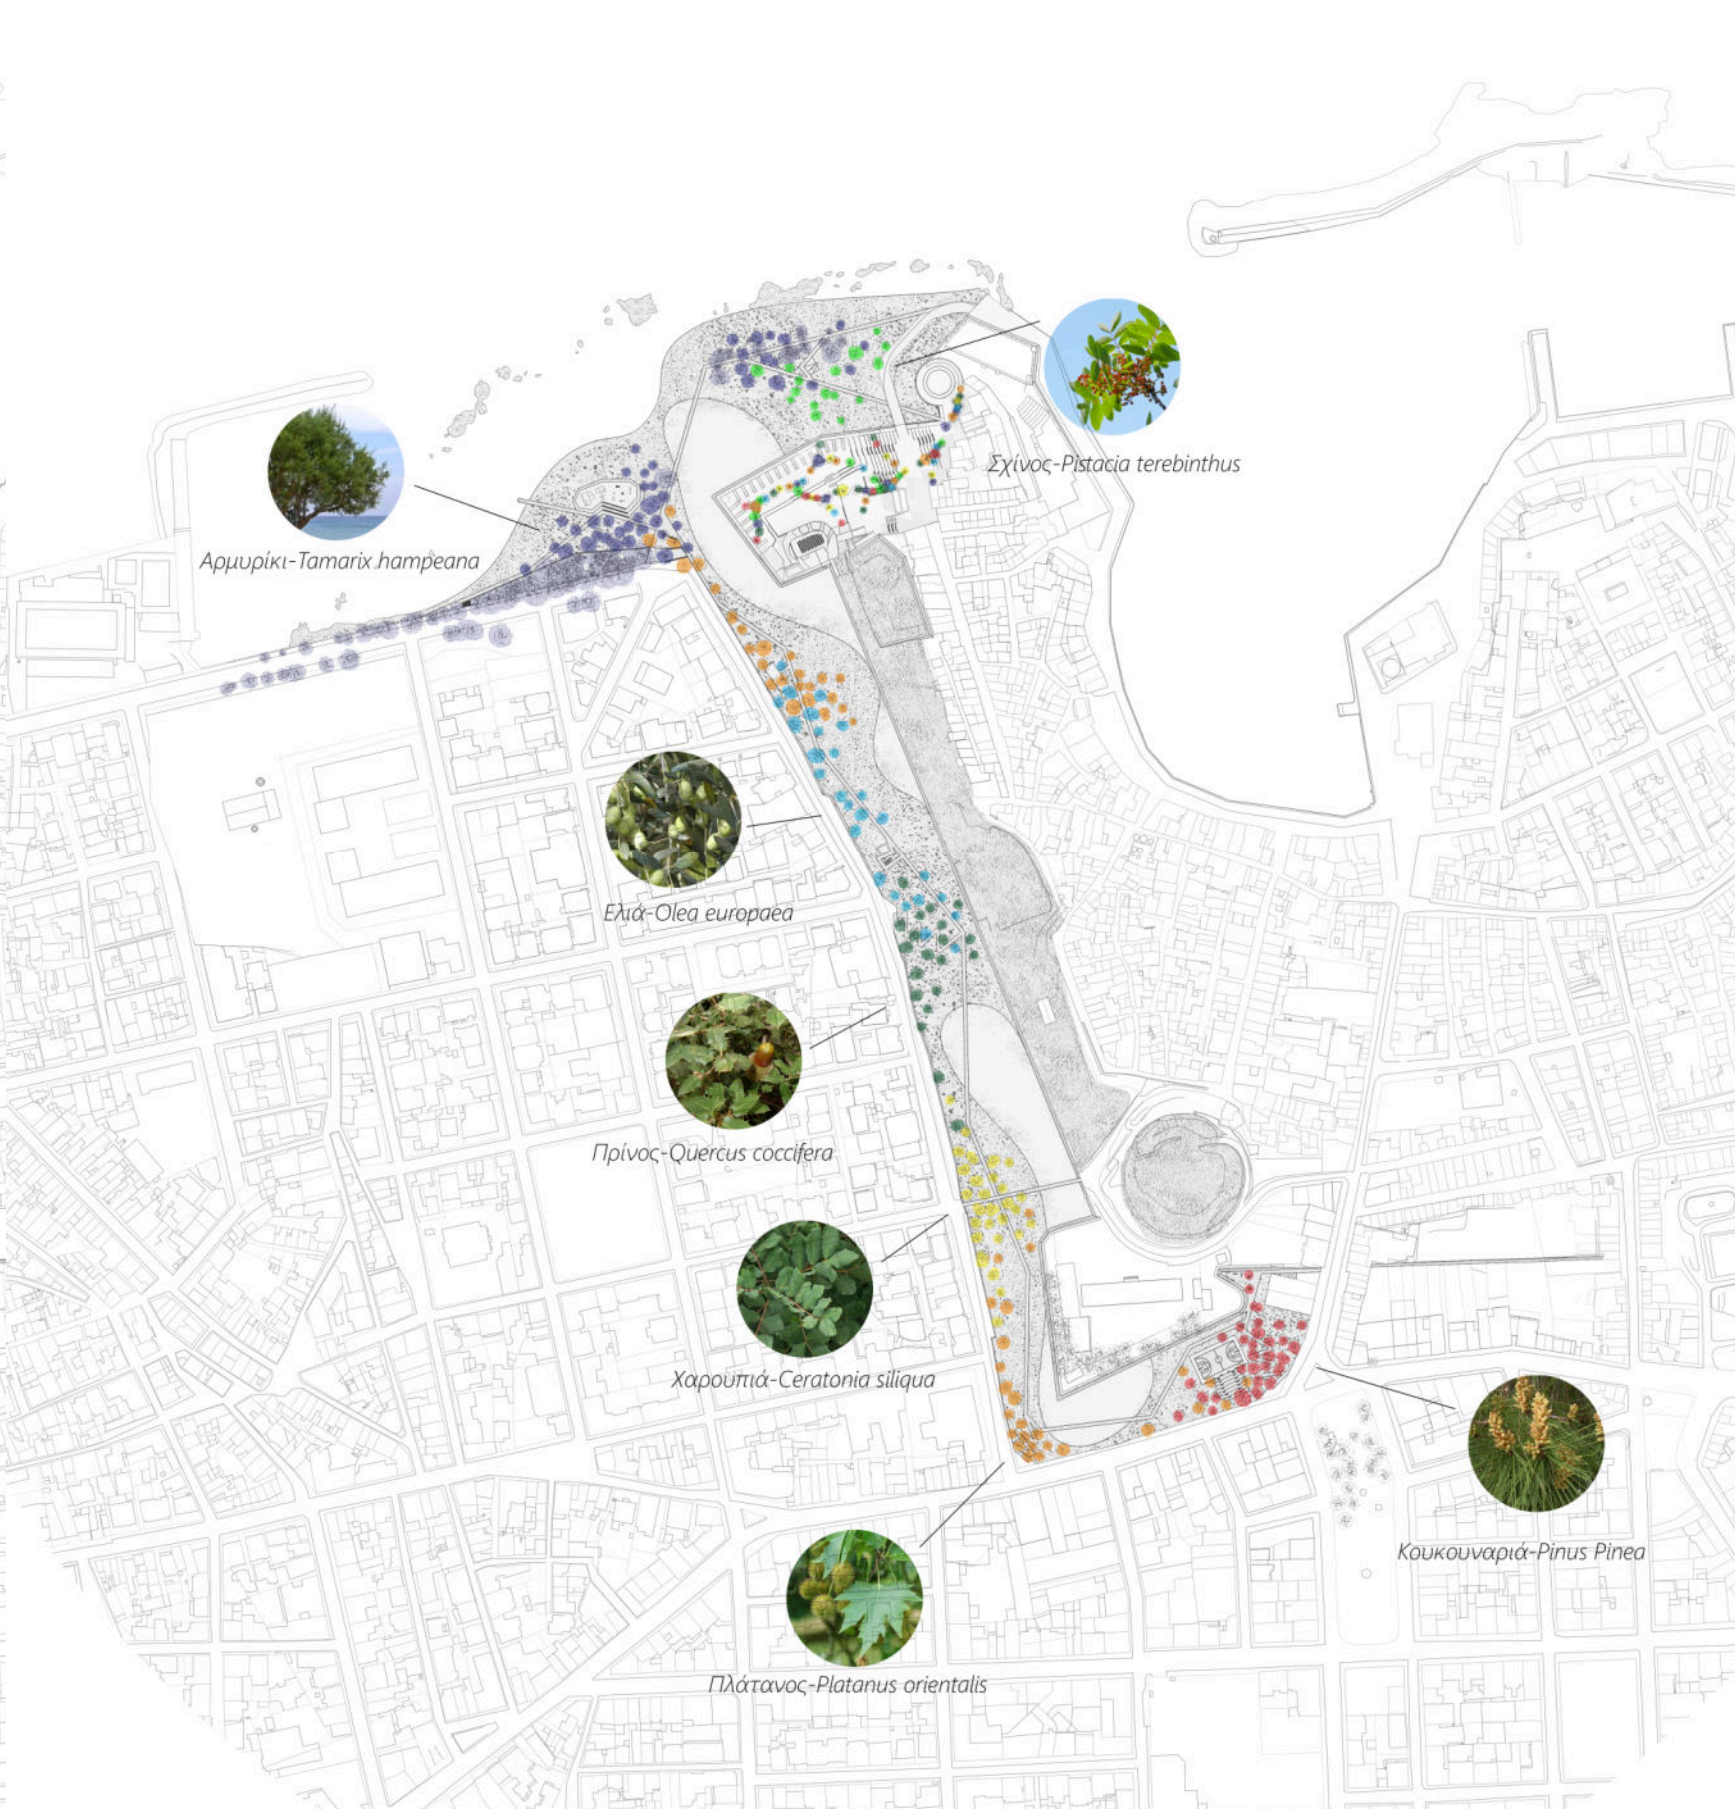 Σχίνος-Pistacia terebinthus
Αρμυρίκι-Tamarix hampeana
Ελιά-Olea europaea
Πρίνος-Quercus coccifera
Χαρουπιά-Ceratonia siliqua
Κουκουναριά-Pinus Pinea
Πλάτανος-Platanus orientalis